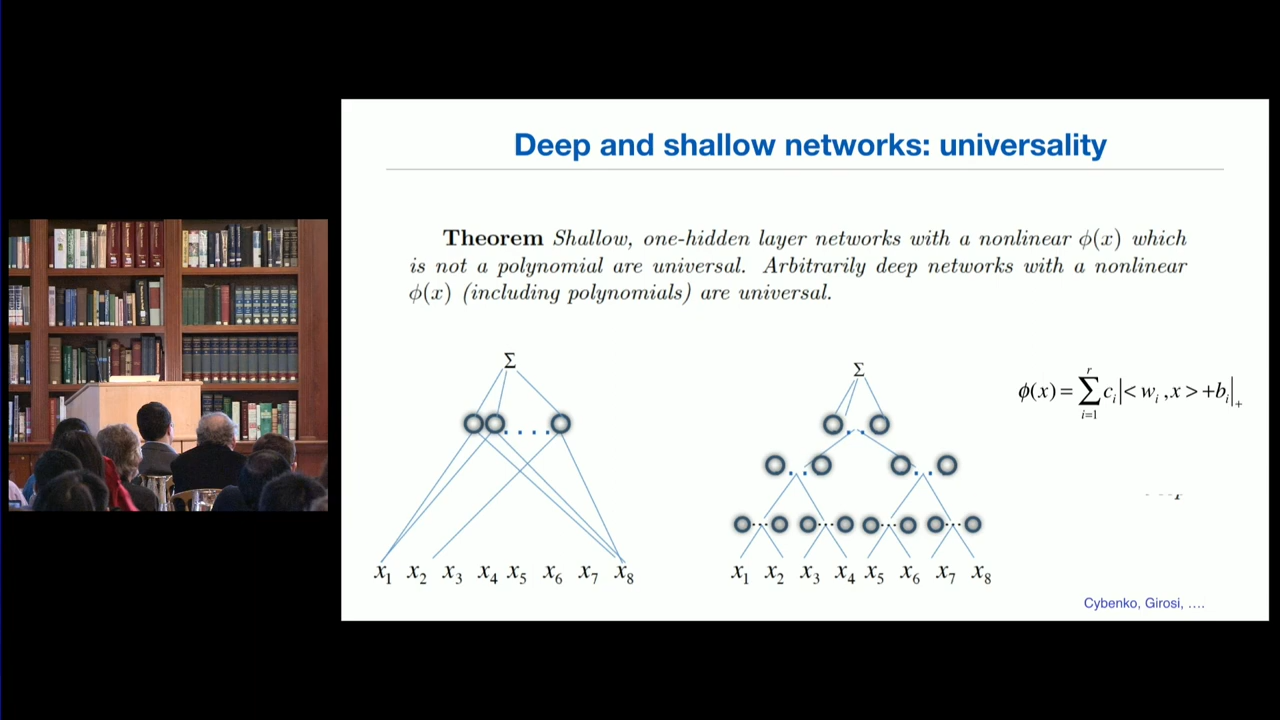 Deep and shallow networks: universality
Theorem Shallow, one-hidden layer networks with a nonlinear ϕ(x) which
is not a polynomial are universal. Arbitrarily deep networks with a nonlinear
ϕ(x) (including polynomials) are universal.
Σ
Σ
ϕ(x) = ∑_{i=1}^{r} c_i |< w_i , x > + b_i|_+
x₁ x₂ x₃ x₄ x₅ x₆ x₇ x₈
x₁ x₂ x₃ x₄ x₅ x₆ x₇ x₈
Cybenko, Girosi, ....